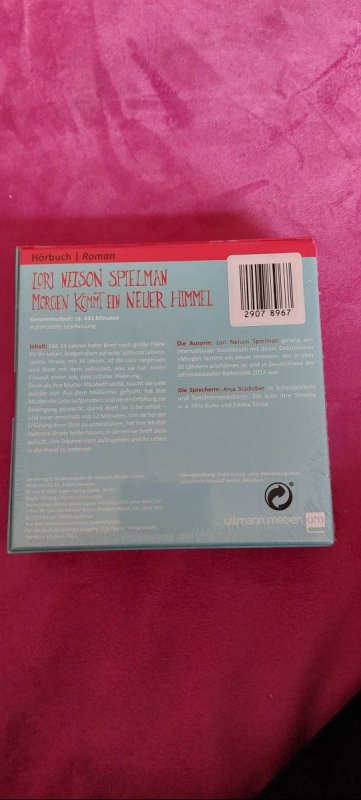 Hörbuch | Roman
LORI NELSON SPIELMAN
MORGEN KOMMT EIN NEUER HIMMEL
2907 8967
Gesamtlaufzeit: ca. 441 Minuten
Autorisierte Lesefassung
Inhalt: Mit 14 Jahren hatte Brett noch große Pläne
für ihr Leben, festgehalten auf einer Liste mit Lebens-
zielen. Heute, mit 34 Jahren, ist die Liste vergessen
und Brett mit dem zufrieden, was sie hat: einen
Freund, einen Job, eine schicke Wohnung.
Doch als ihre Mutter Elizabeth stirbt, taucht die Liste
wieder auf. Aus dem Mülleimer gefischt, hat ihre
Mutter die Liste aufgehoben und deren Erfüllung zur
Bedingung gemacht, damit Brett ihr Erbe erhält –
und zwar innerhalb von 12 Monaten. Um sie bei der
Erfüllung ihrer Ziele zu unterstützen, hat ihre Mutter
mehrere Briefe hinterlassen, in denen sie Brett dazu
aufruft, ihre Träume nicht aufzugeben und ihr Leben
in die Hand zu nehmen.
Die Autorin: Lori Nelson Spielman gelang der
internationale Durchbruch mit ihrem Debütroman
»Morgen kommt ein neuer Himmel«, der in über
30 Ländern erschienen ist und in Deutschland der
Jahresbestseller Belletristik 2014 war.
Die Sprecherin: Anja Stadlober ist Schauspielerin
und Synchronsprecherin. Sie leiht ihre Stimme
u. a. Mila Kunis und Emma Stone.
ullmann medien
um